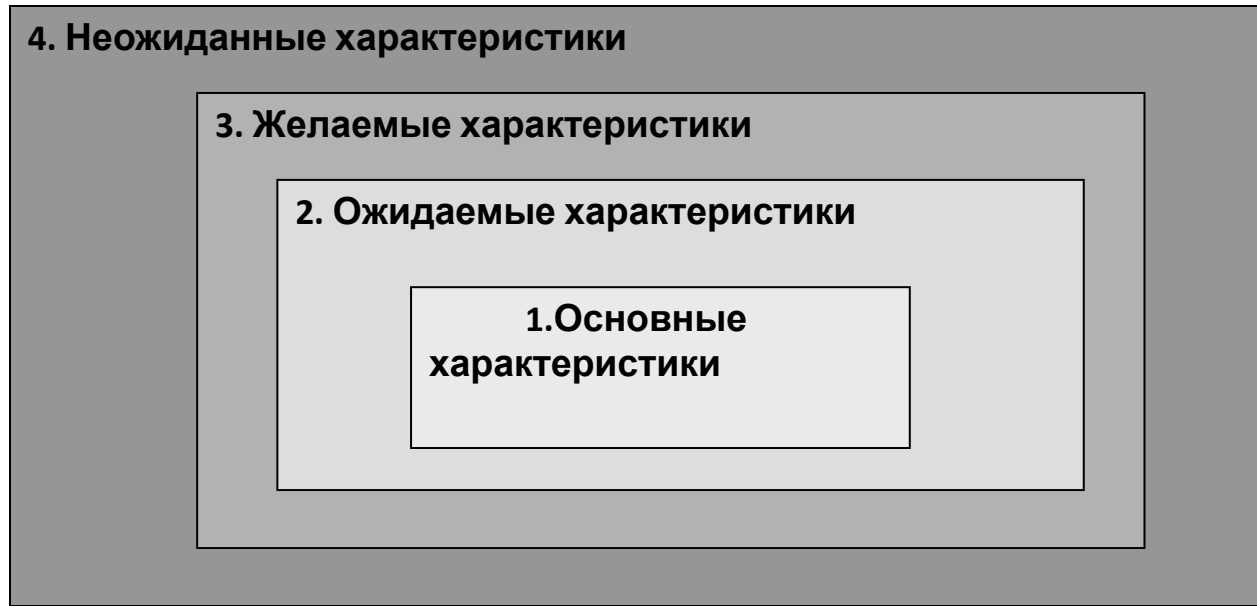 4. Неожиданные характеристики
3. Желаемые характеристики
2. Ожидаемые характеристики
1.Основные
характеристики